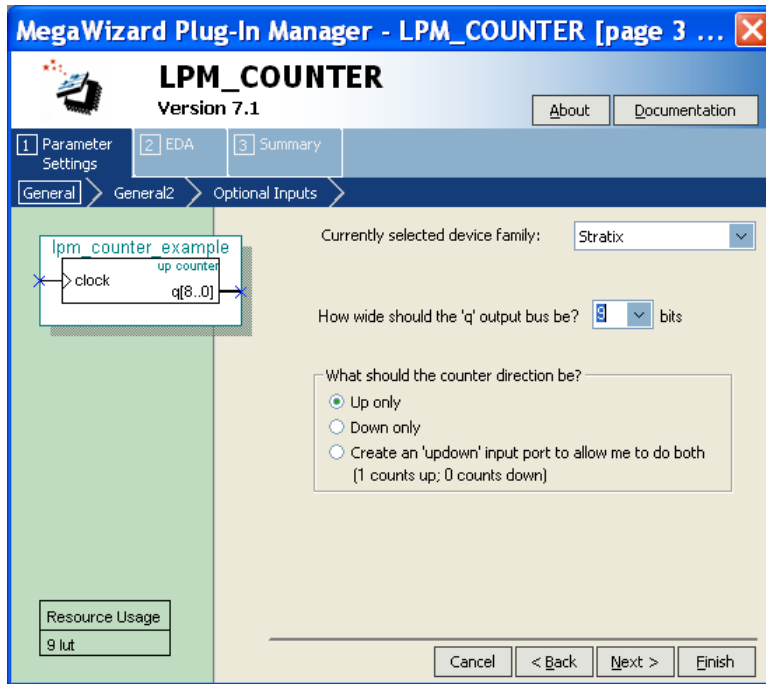 MegaWizard Plug-In Manager - LPM_COUNTER [page 3 ...
LPM_COUNTER
Version 7.1
About
Documentation
1 Parameter Settings
2 EDA
3 Summary
General
General2
Optional Inputs
lpm_counter_example
up counter
clock
q[8..0]
Currently selected device family:
Stratix
How wide should the 'q' output bus be?
9
bits
What should the counter direction be?
Up only
Down only
Create an 'updown' input port to allow me to do both
(1 counts up; 0 counts down)
Resource Usage
9 lut
Cancel
< Back
Next >
Finish